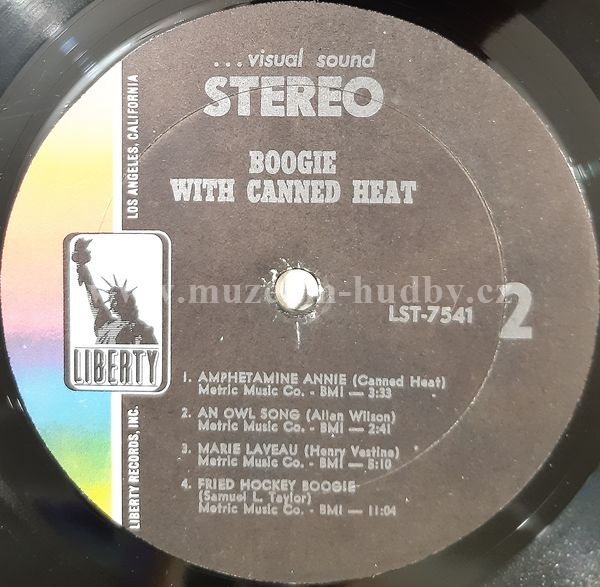 ...visual sound
STEREO
BOOGIE
WITH CANNED HEAT
LOS ANGELES, CALIFORNIA
LIBERTY
LIBERTY RECORDS, INC.
www.muzeum-hudby.cz
LST-7541
2
1. AMPHETAMINE ANNIE (Canned Heat)
Metric Music Co. - BMI — 3:33
2. AN OWL SONG (Allan Wilson)
Metric Music Co. - BMI — 2:41
3. MARIE LAVEAU (Henry Vestine)
Metric Music Co. - BMI — 5:10
4. FRIED HOCKEY BOOGIE
(Samuel L. Taylor)
Metric Music Co. - BMI — 11:04